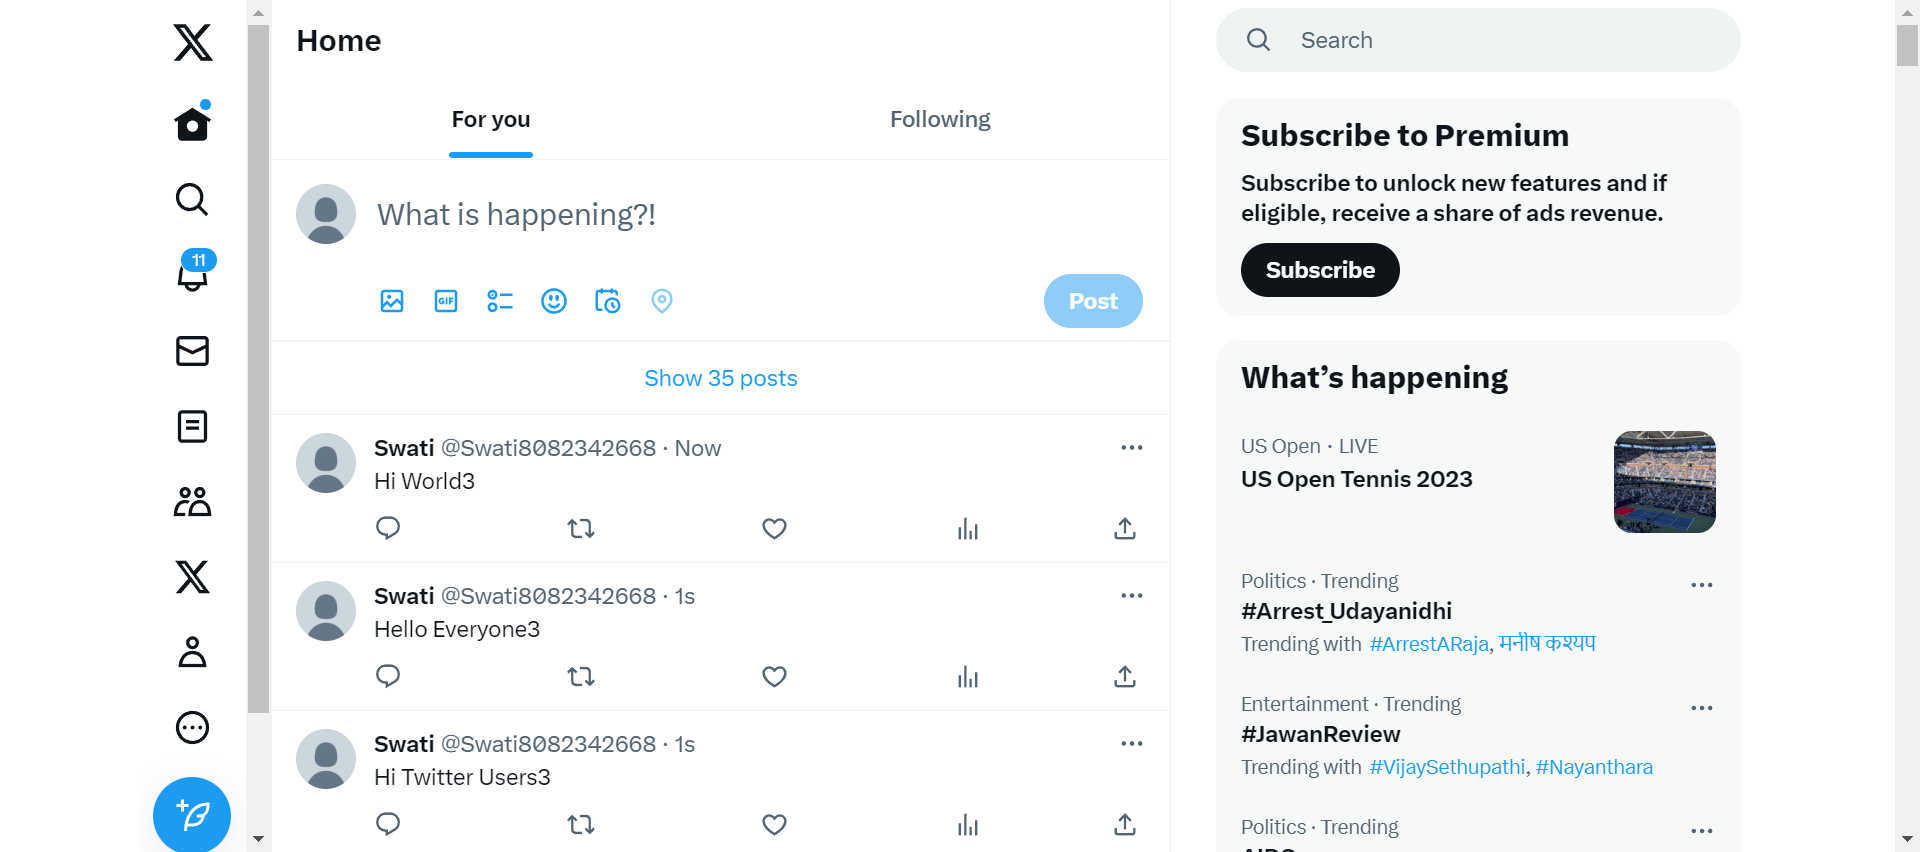 Home
For you
Following
What is happening?!
11
GIF
Post
Show 35 posts
Swati @Swati8082342668 · Now
Hi World3
Swati @Swati8082342668 · 1s
Hello Everyone3
Swati @Swati8082342668 · 1s
Hi Twitter Users3
Search
Subscribe to Premium
Subscribe to unlock new features and if
eligible, receive a share of ads revenue.
Subscribe
What’s happening
US Open · LIVE
US Open Tennis 2023
Politics · Trending
#Arrest_Udayanidhi
Trending with #ArrestARaja, मनीष कश्यप
Entertainment · Trending
#JawanReview
Trending with #VijaySethupathi, #Nayanthara
Politics · Trending